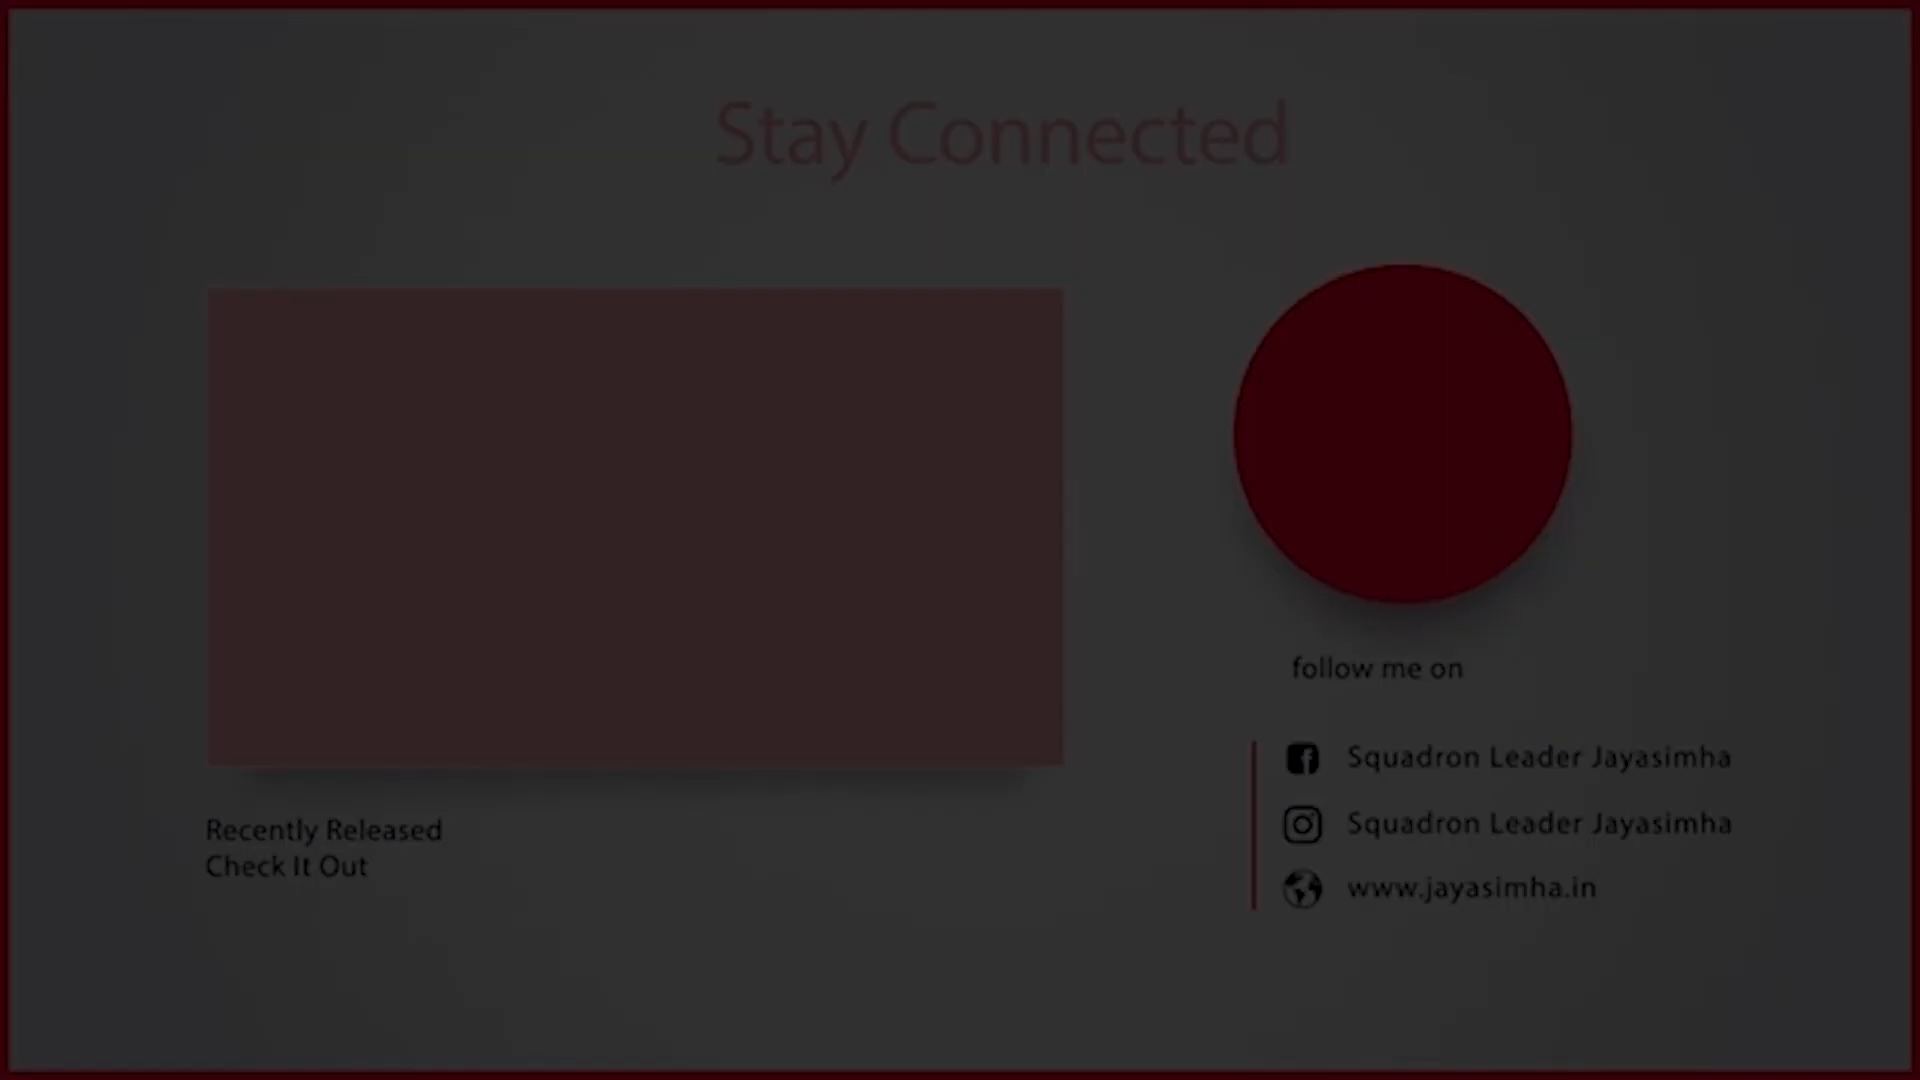 Stay Connected
Recently Released
Check It Out
follow me on
Squadron Leader Jayasimha
Squadron Leader Jayasimha
www.jayasimha.in